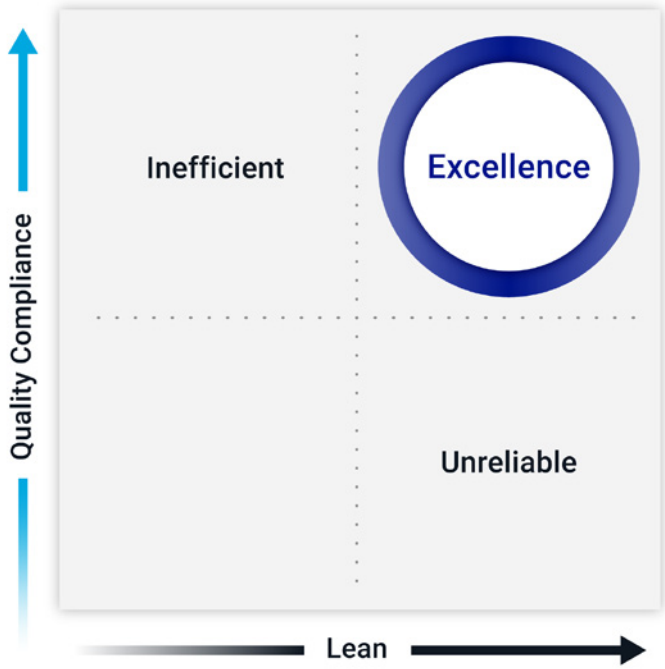 Inefficient
Excellence
Quality Compliance
Unreliable
Lean